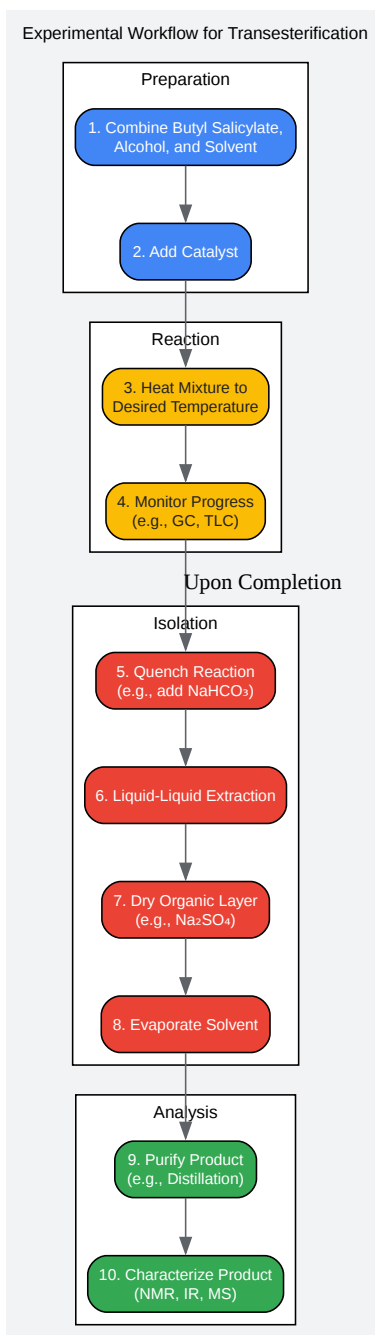 Experimental Workflow for Transesterification
Preparation
1. Combine Butyl Salicylate,
Alcohol, and Solvent
2. Add Catalyst
Reaction
3. Heat Mixture to
Desired Temperature
4. Monitor Progress
(e.g., GC, TLC)
Upon Completion
Isolation
5. Quench Reaction
(e.g., add NaHCO₃)
6. Liquid-Liquid Extraction
7. Dry Organic Layer
(e.g., Na₂SO₄)
8. Evaporate Solvent
Analysis
9. Purify Product
(e.g., Distillation)
10. Characterize Product
(NMR, IR, MS)